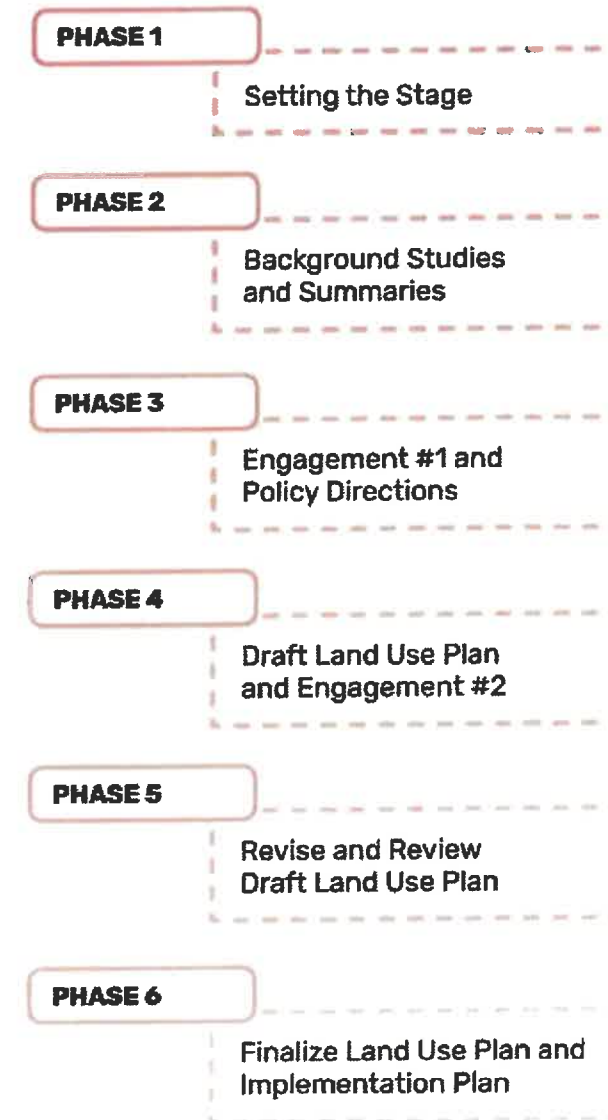 PHASE 1
Setting the Stage
PHASE 2
Background Studies
and Summaries
PHASE 3
Engagement #1 and
Policy Directions
PHASE 4
Draft Land Use Plan
and Engagement #2
PHASE 5
Revise and Review
Draft Land Use Plan
PHASE 6
Finalize Land Use Plan and
Implementation Plan